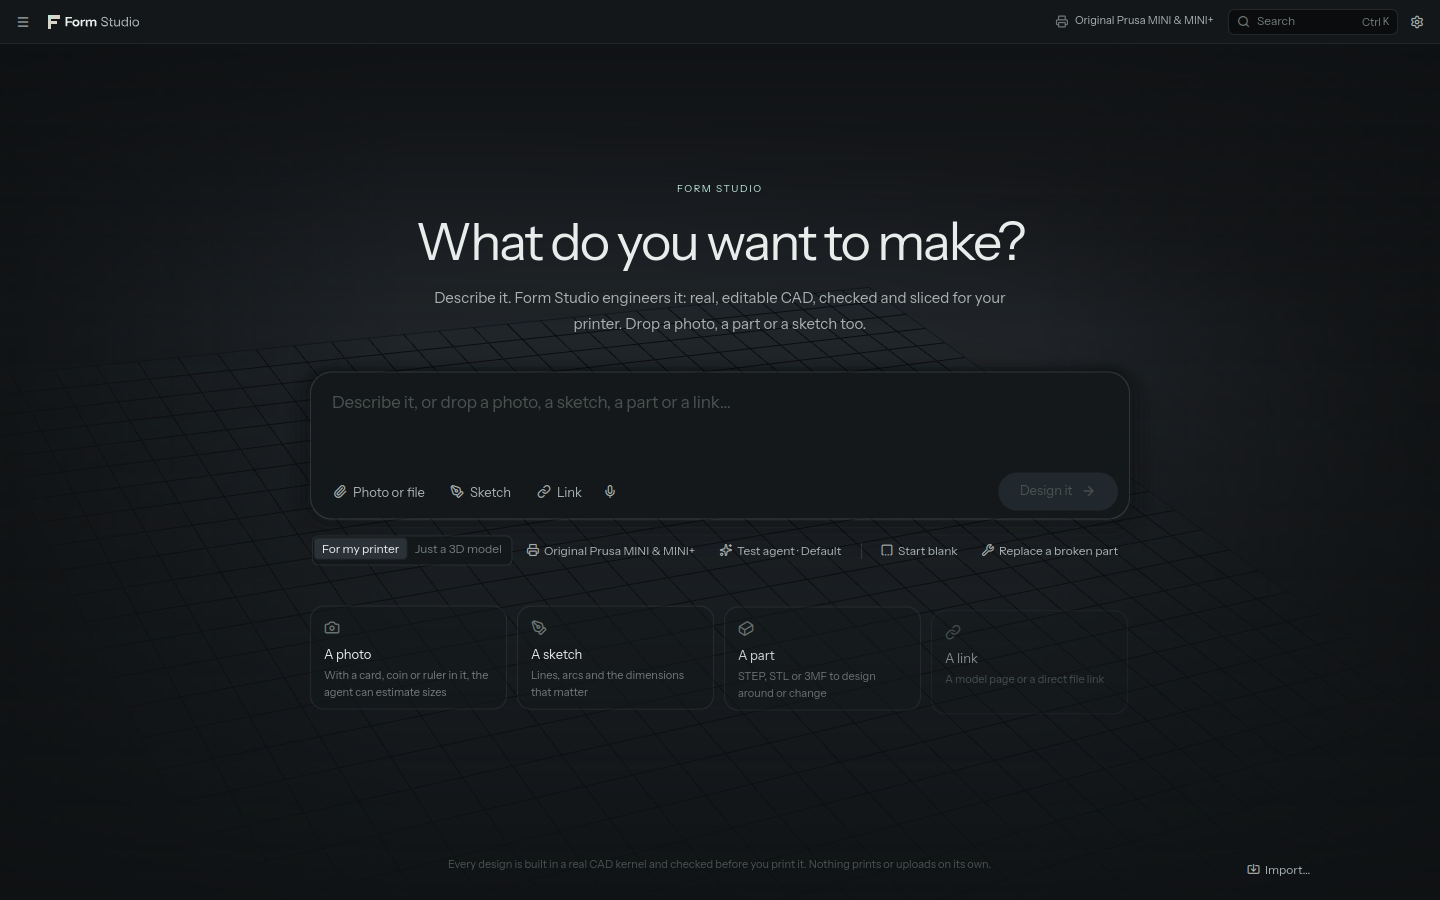 Form Studio
Original Prusa MINI & MINI+
Search
Ctrl K
FORM STUDIO
What do you want to make?
Describe it. Form Studio engineers it: real, editable CAD, checked and sliced for your
printer. Drop a photo, a part or a sketch too.
Describe it, or drop a photo, a sketch, a part or a link...
Photo or file
Sketch
Link
Design it
For my printer
Just a 3D model
Original Prusa MINI & MINI+
Test agent · Default
Start blank
Replace a broken part
A photo
With a card, coin or ruler in it, the
agent can estimate sizes
A sketch
Lines, arcs and the dimensions
that matter
A part
STEP, STL or 3MF to design
around or change
A link
A model page or a direct file link
Every design is built in a real CAD kernel and checked before you print it. Nothing prints or uploads on its own.
Import...